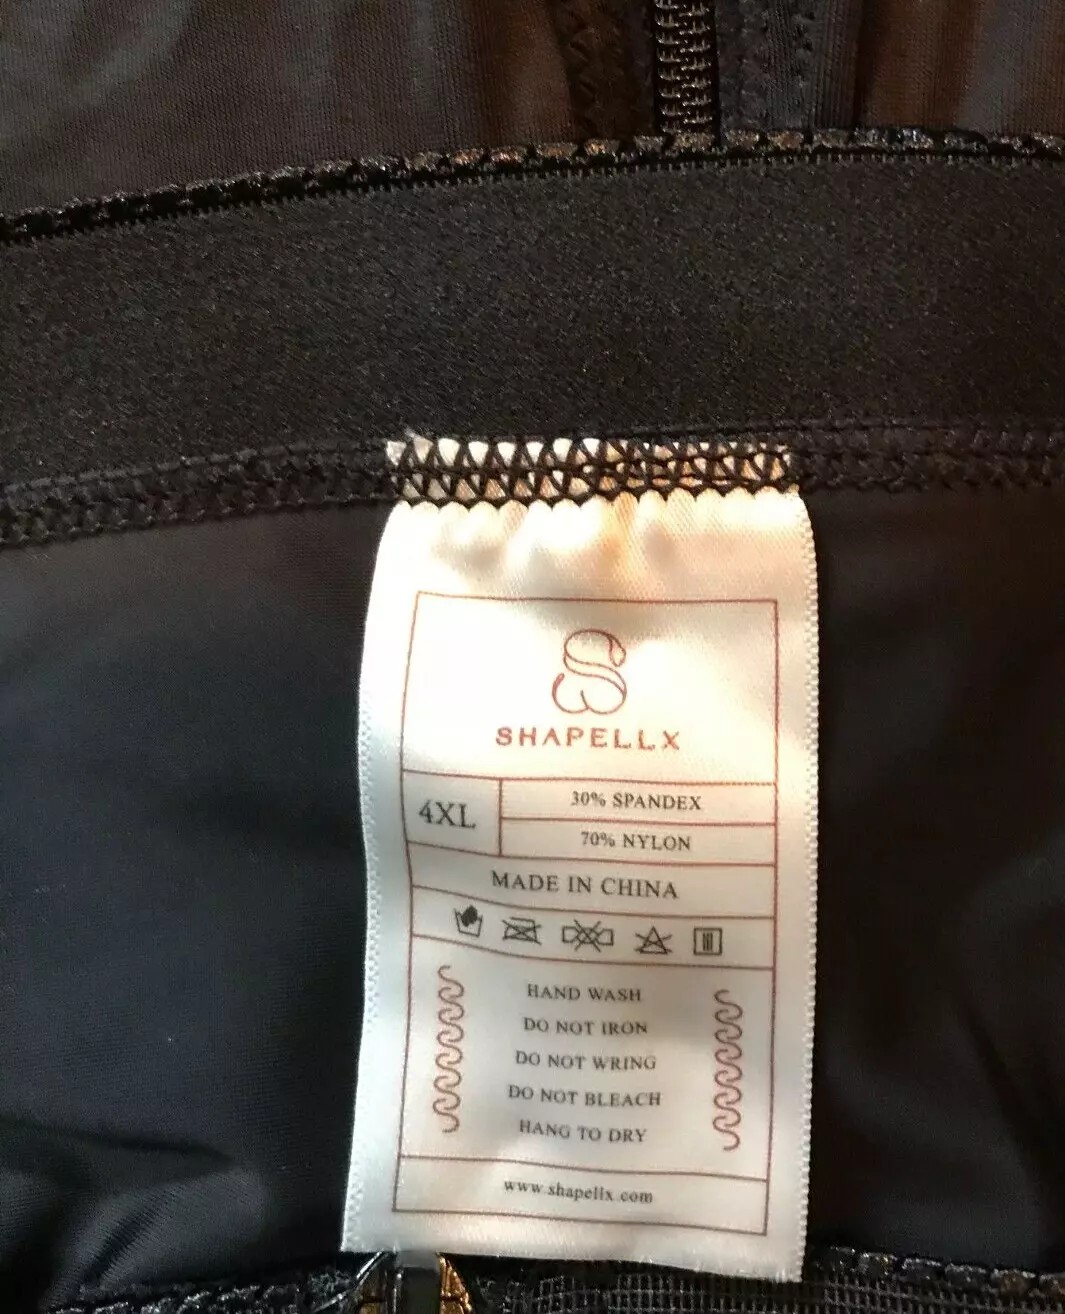 SHAPELLX
4XL
30% SPANDEX
70% NYLON
MADE IN CHINA
HAND WASH
DO NOT IRON
DO NOT WRING
DO NOT BLEACH
HANG TO DRY
www.shapellx.com